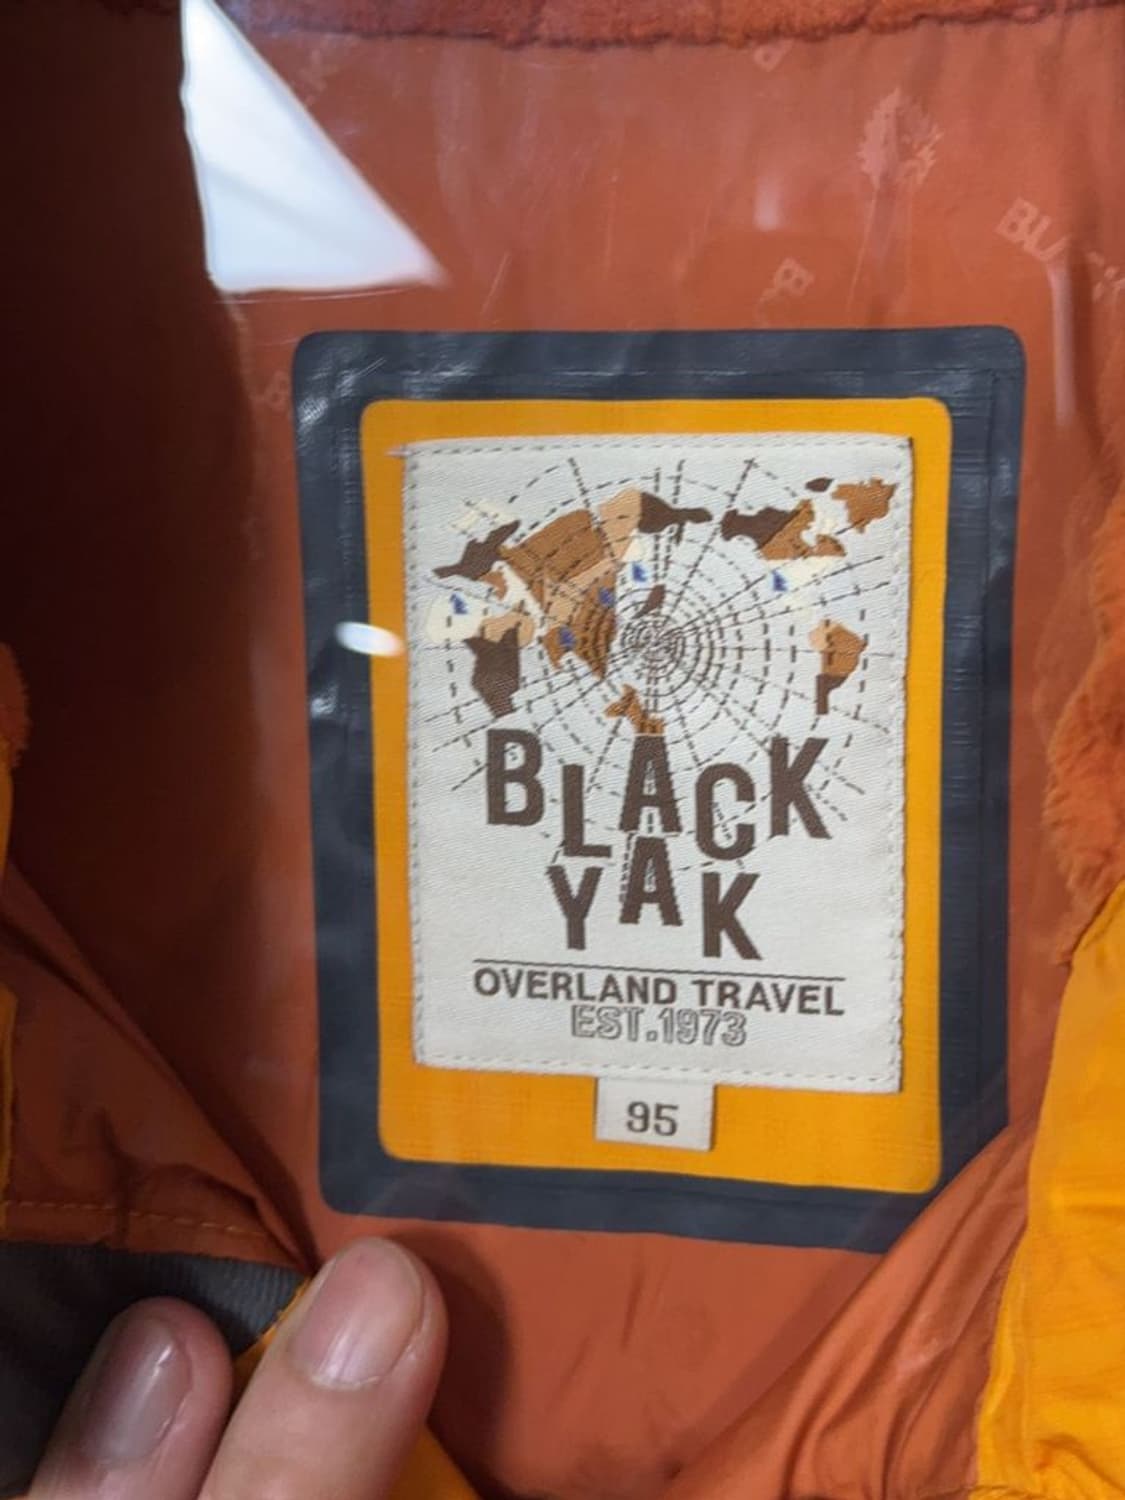 BLACK
YAK
OVERLAND TRAVEL
EST.1973
95